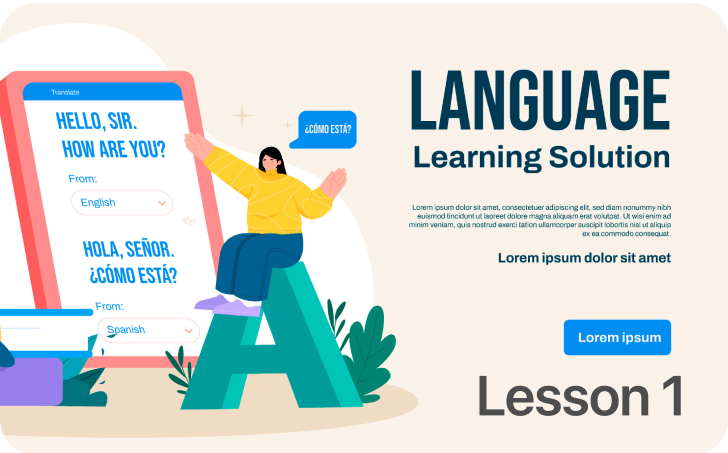 Translate
HELLO, SIR.
HOW ARE YOU?
From:
English
HOLA, SEÑOR.
¿CÓMO ESTÁ?
From:
Spanish
¿CÓMO ESTÁ?
A
LANGUAGE
Learning Solution
Lorem ipsum dolor sit amet, consectetuer adipiscing elit, sed diam nonummy nibh
euismod tincidunt ut laoreet dolore magna aliquam erat volutpat. Ut wisi enim ad
minim veniam, quis nostrud exerci tation ullamcorper suscipit lobortis nisl ut aliquip
ex ea commodo consequat.
Lorem ipsum dolor sit amet
Lorem ipsum
Lesson 1